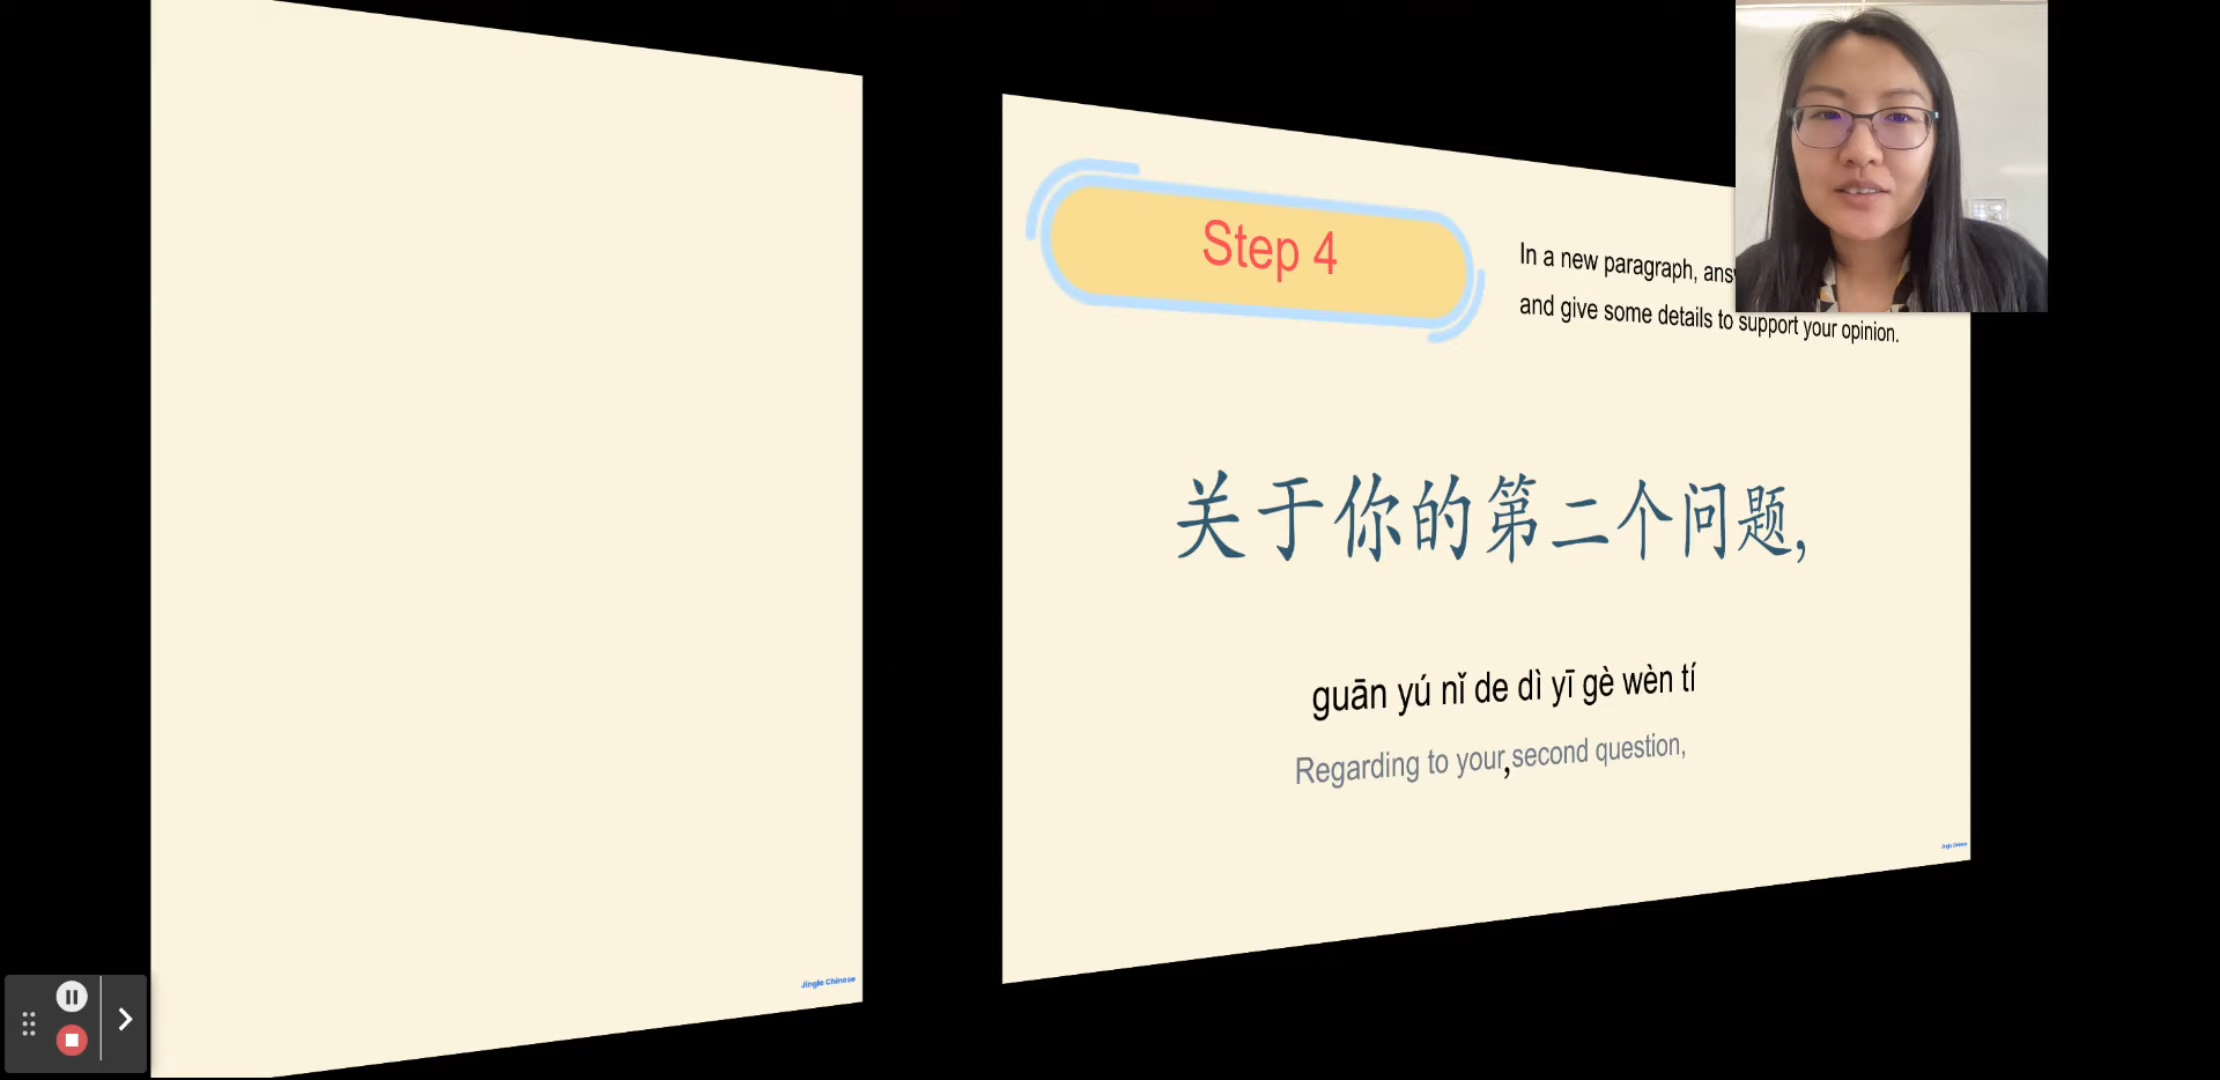 Step 4
In a new paragraph, ans
and give some details to support your opinion.
关于你的第二个问题,
guān yú nǐ de dì yī gè wèn tí
,
Regarding to your second question,
Jingle Chinese
Jingle Chinese